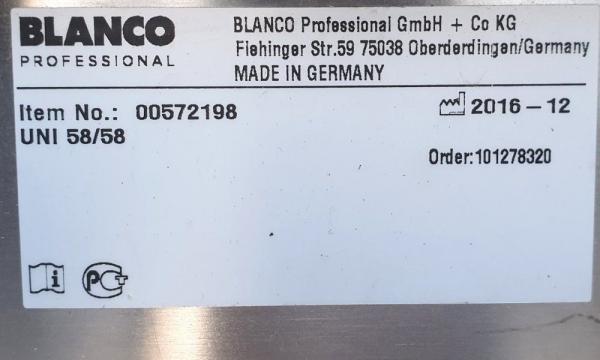 BLANCO
PROFESSIONAL
BLANCO Professional GmbH + Co KG
Flehinger Str.59 75038 Oberderdingen/Germany
MADE IN GERMANY
Item No.: 00572198
UNI 58/58
2016-12
Order:101278320
i
PCT